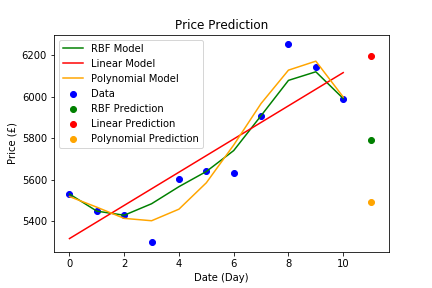 Price Prediction
RBF Model
Linear Model
Polynomial Model
Data
RBF Prediction
Linear Prediction
Polynomial Prediction
Price (£)
6200
6000
5800
5600
5400
0 2 4 6 8 10
Date (Day)